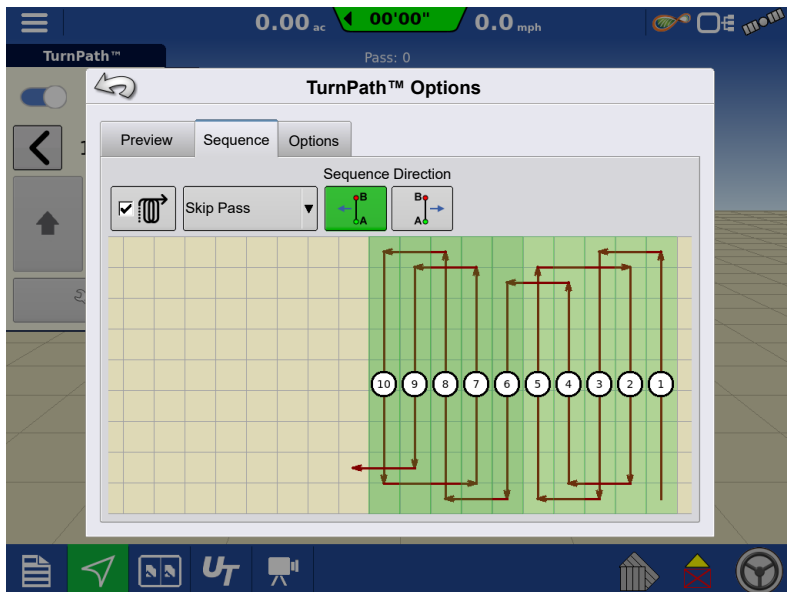 0.00 ac 00'00" 0.0 mph
TurnPath™ Pass: 0
TurnPath™ Options
Preview Sequence Options
Sequence Direction
Skip Pass B A B A
10 9 8 7 6 5 4 3 2 1
UT